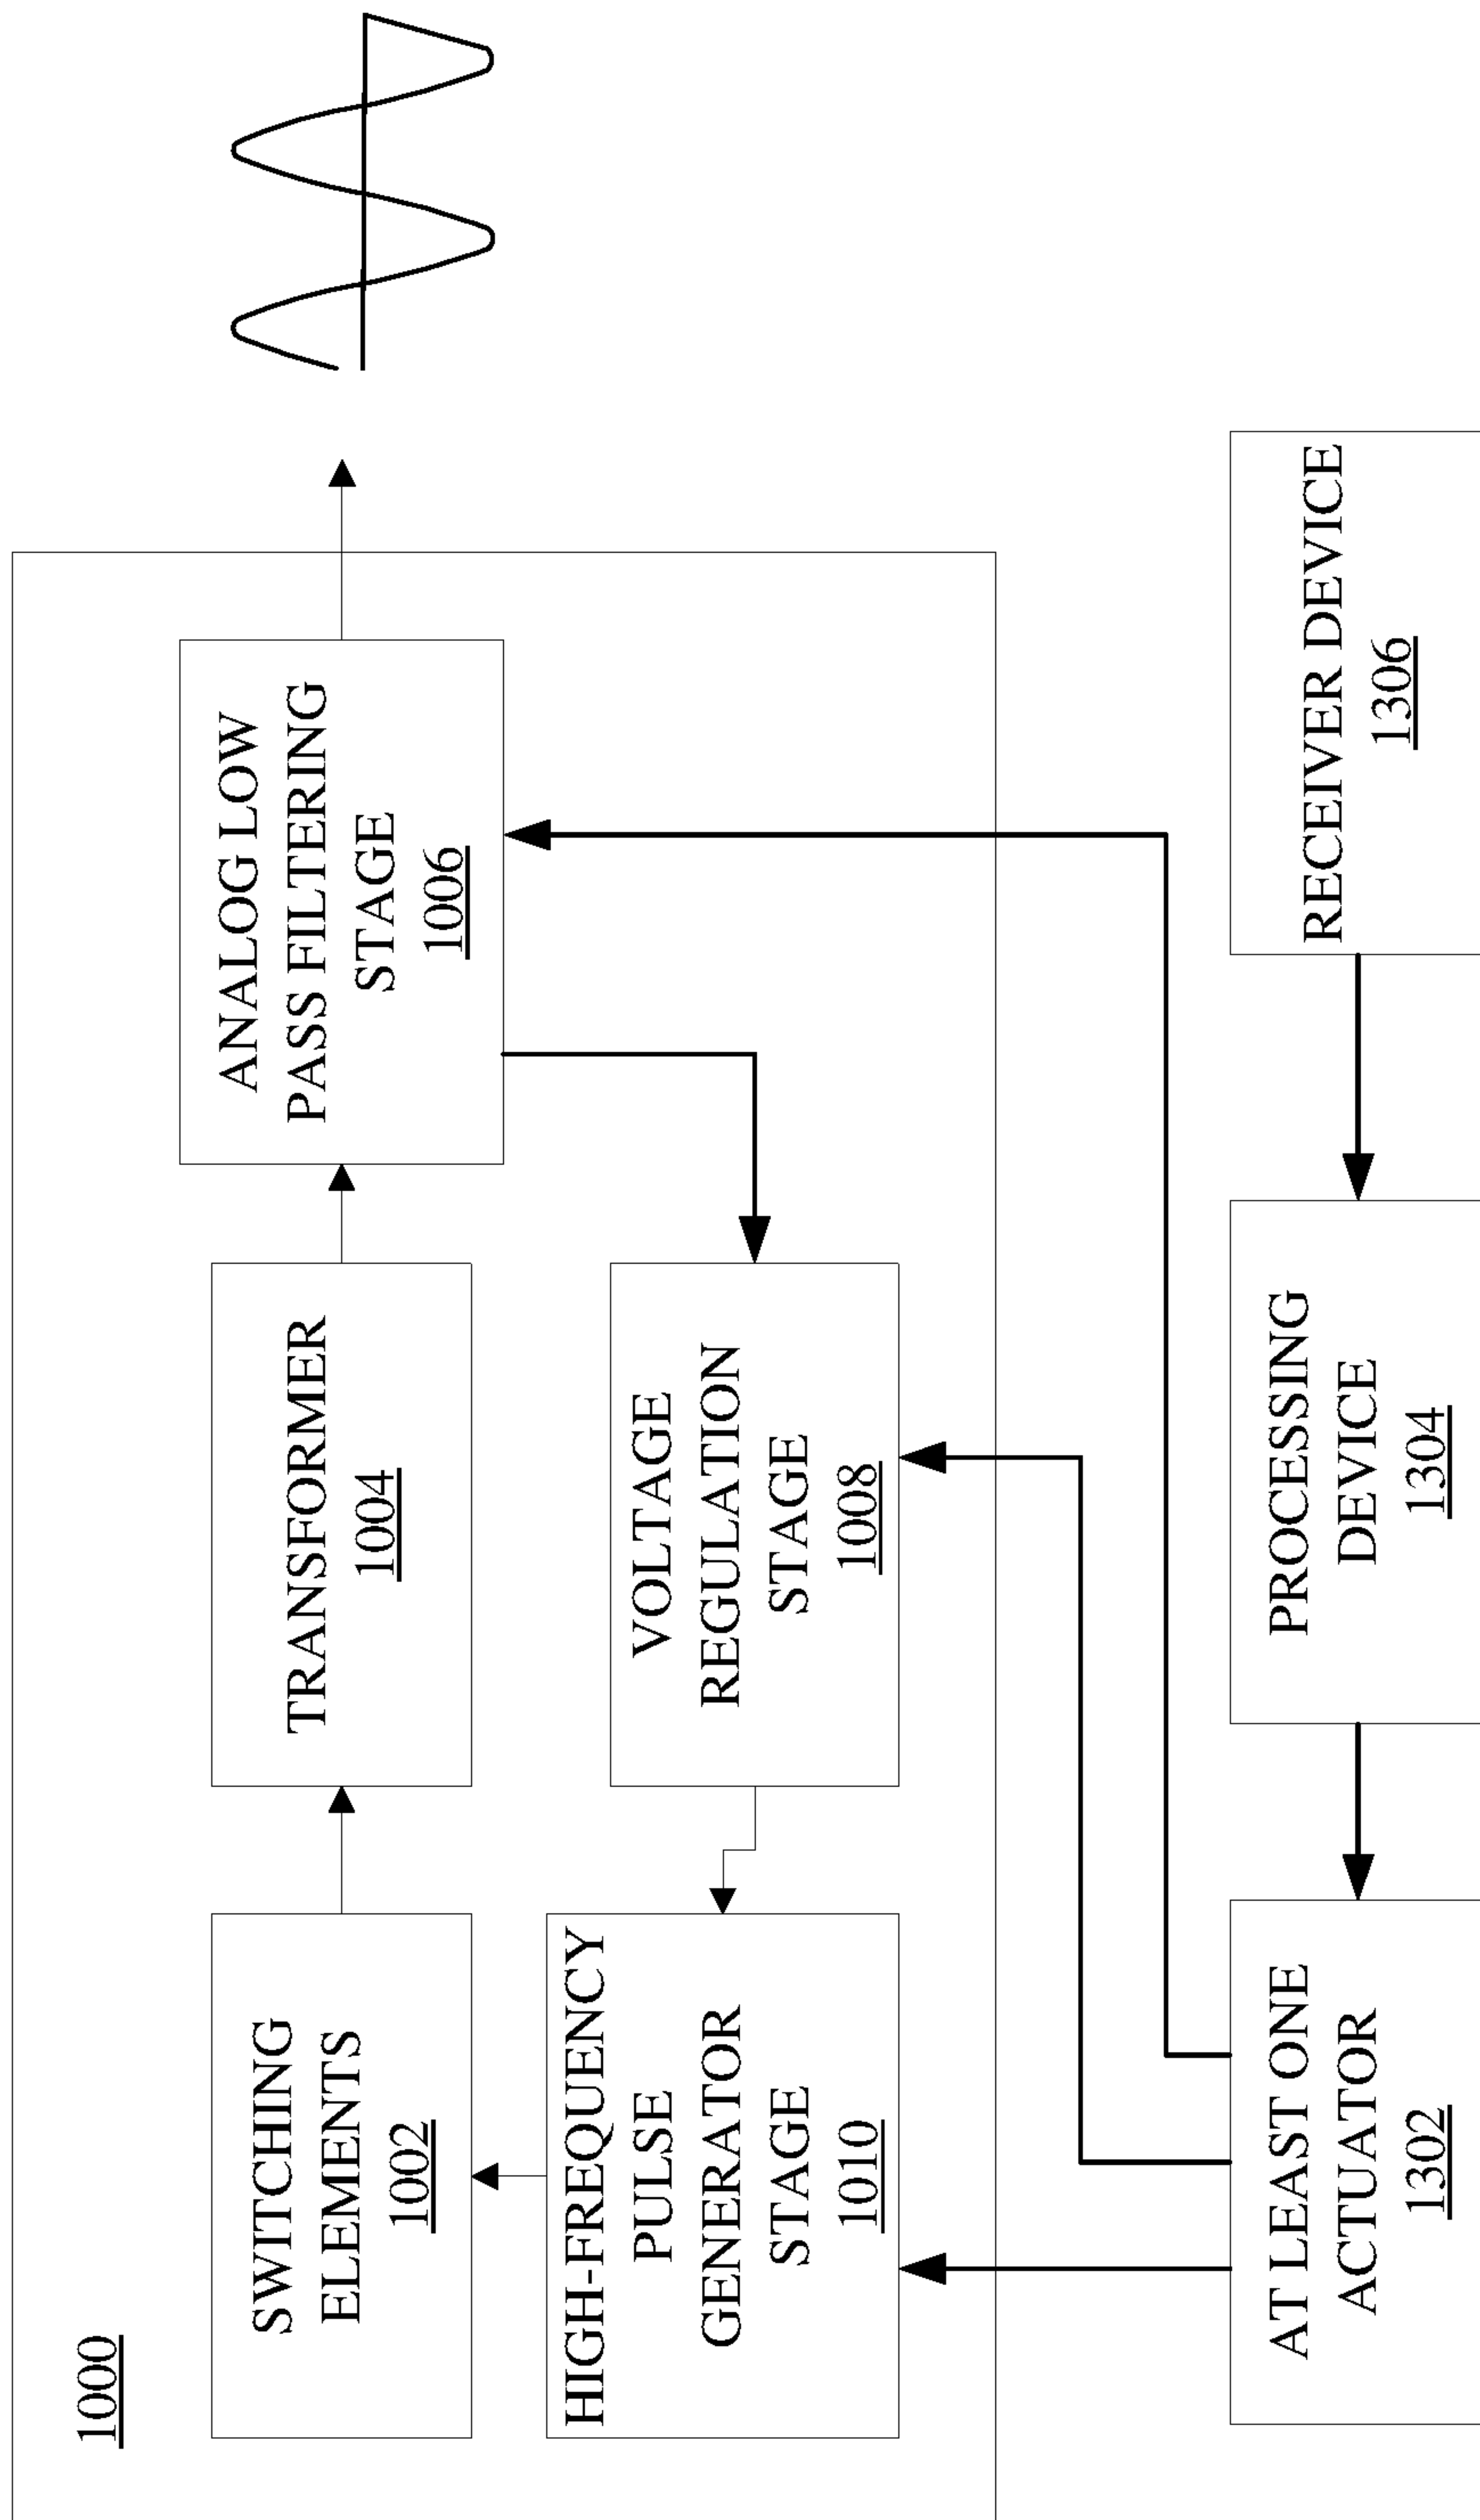 1000
SWITCHING
ELEMENTS
1002
TRANSFORMER
1004
ANALOG LOW
PASS FILTERING
STAGE
1006
HIGH-FREQUENCY
PULSE
GENERATOR
STAGE
1010
VOLTAGE
REGULATION
STAGE
1008
AT LEAST ONE
ACTUATOR
1302
PROCESSING
DEVICE
1304
RECEIVER DEVICE
1306